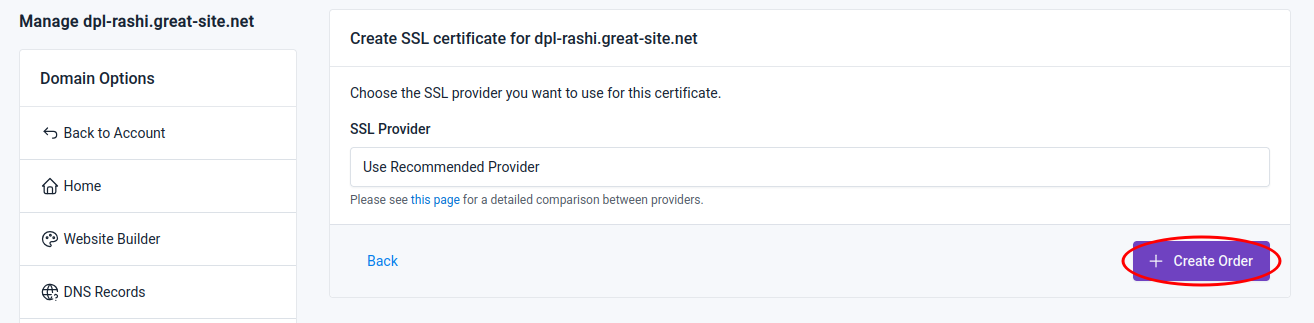 Manage dpl-rashi.great-site.net
Domain Options
Back to Account
Home
Website Builder
DNS Records
Create SSL certificate for dpl-rashi.great-site.net
Choose the SSL provider you want to use for this certificate.
SSL Provider
Use Recommended Provider
Please see this page for a detailed comparison between providers.
Back
Create Order